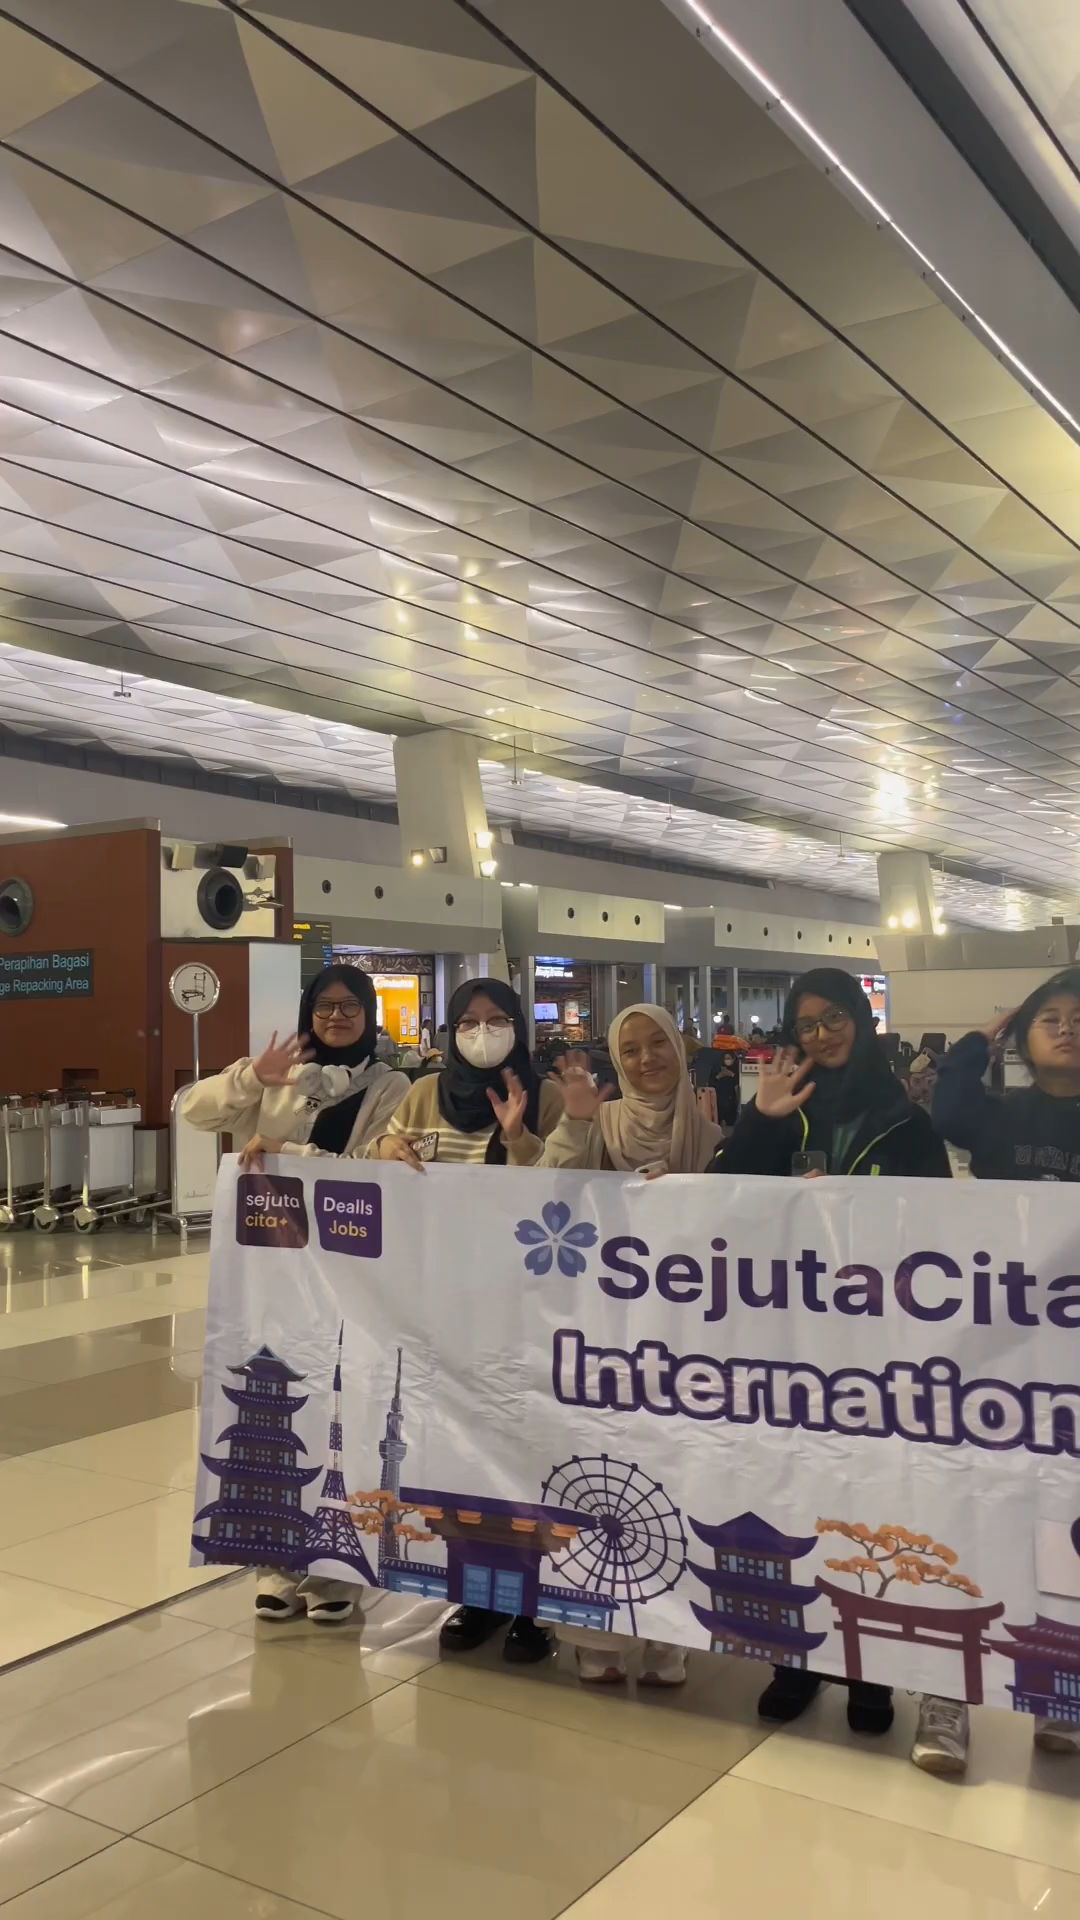 Perapihan Bagasi
ge Repacking Area
sejuta
cita
Dealls
Jobs
SejutaCita
Internation